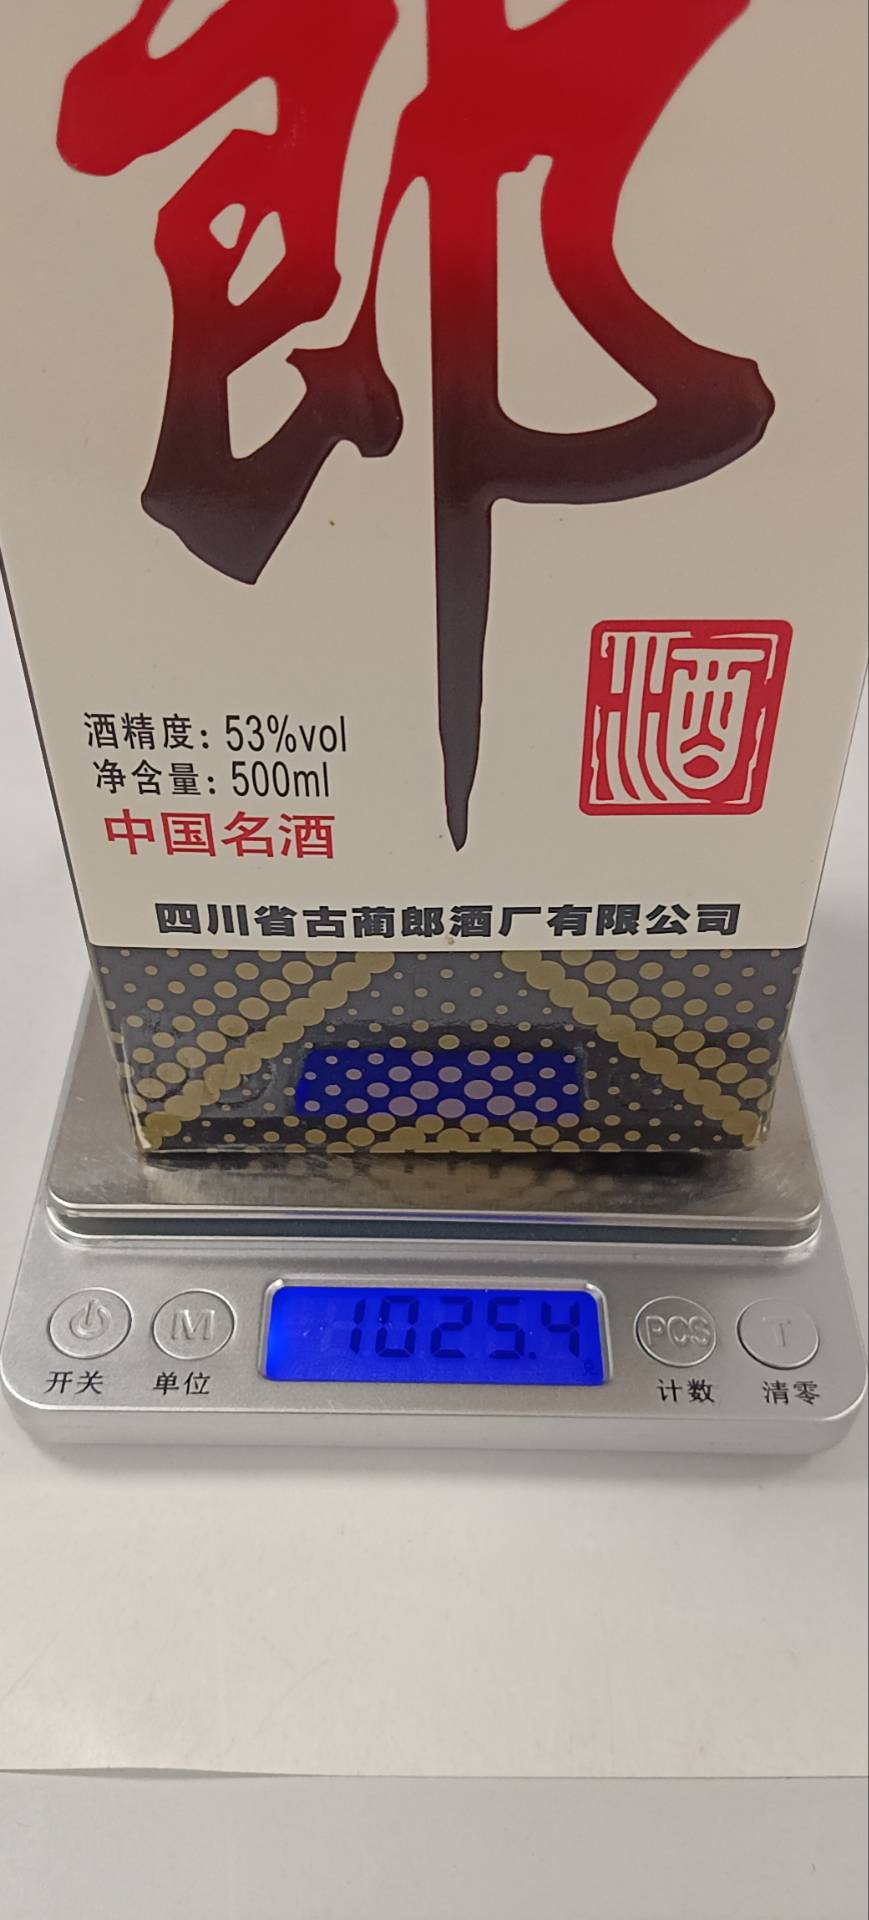 郎
酒
酒精度: 53%vol
净含量: 500ml
中国名酒
四川省古蔺郎酒厂有限公司
1025.4
M
PCS
T
开关
单位
计数
清零